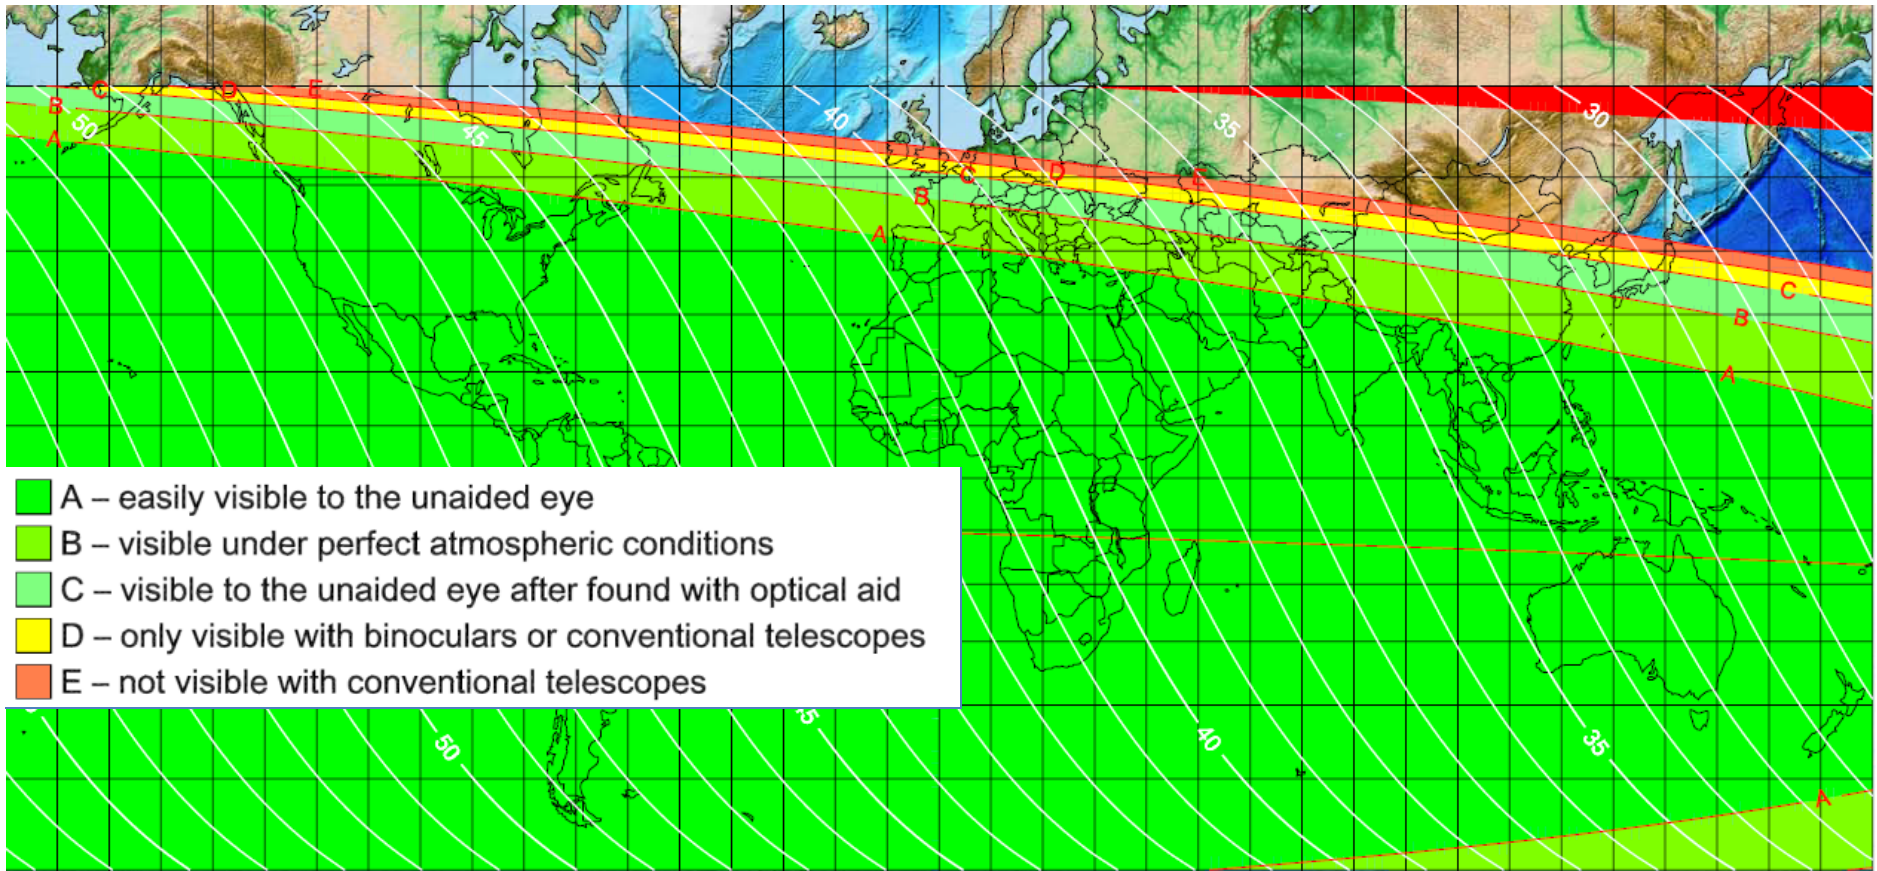 C D E
B
50
A
45
40
35
30
C D E
B
A
C
B
A
A – easily visible to the unaided eye
B – visible under perfect atmospheric conditions
C – visible to the unaided eye after found with optical aid
D – only visible with binoculars or conventional telescopes
E – not visible with conventional telescopes
50
40
35
A